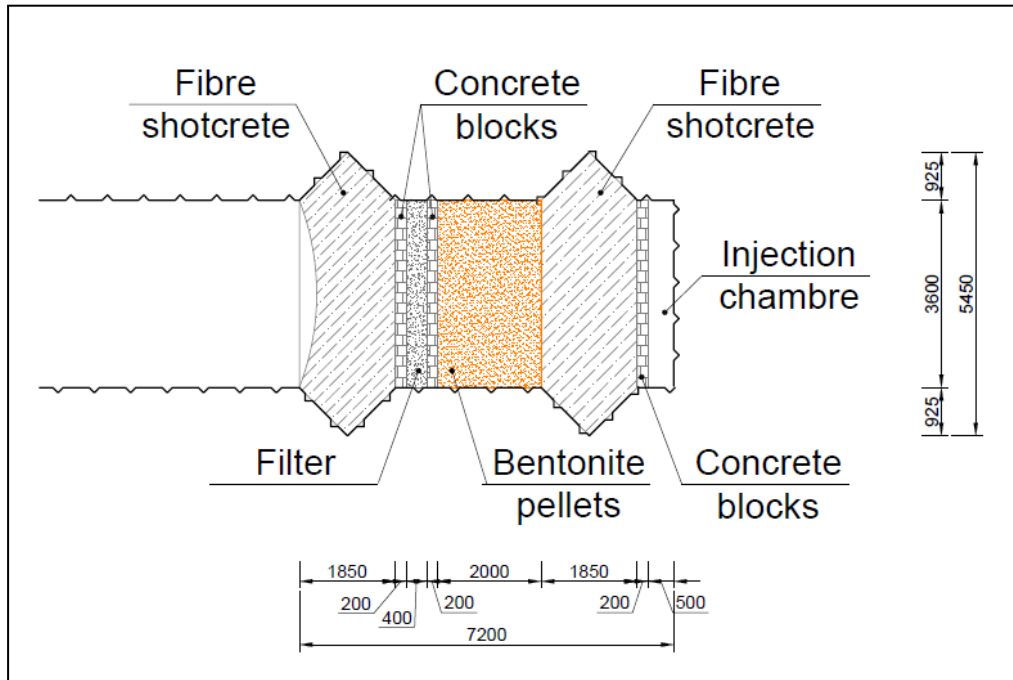 Fibre
shotcrete
Concrete
blocks
Fibre
shotcrete
925
3600
5450
925
Injection
chambre
Filter
Bentonite
pellets
Concrete
blocks
1850
2000
1850
200
400
200
200
500
7200